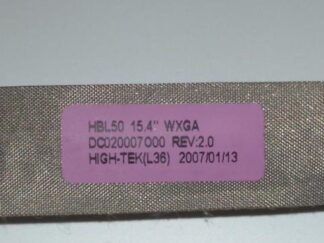 HBL50 15.4" WXGA
DC020007O00 REV:2.0
HIGH-TEK(L36) 2007/01/13